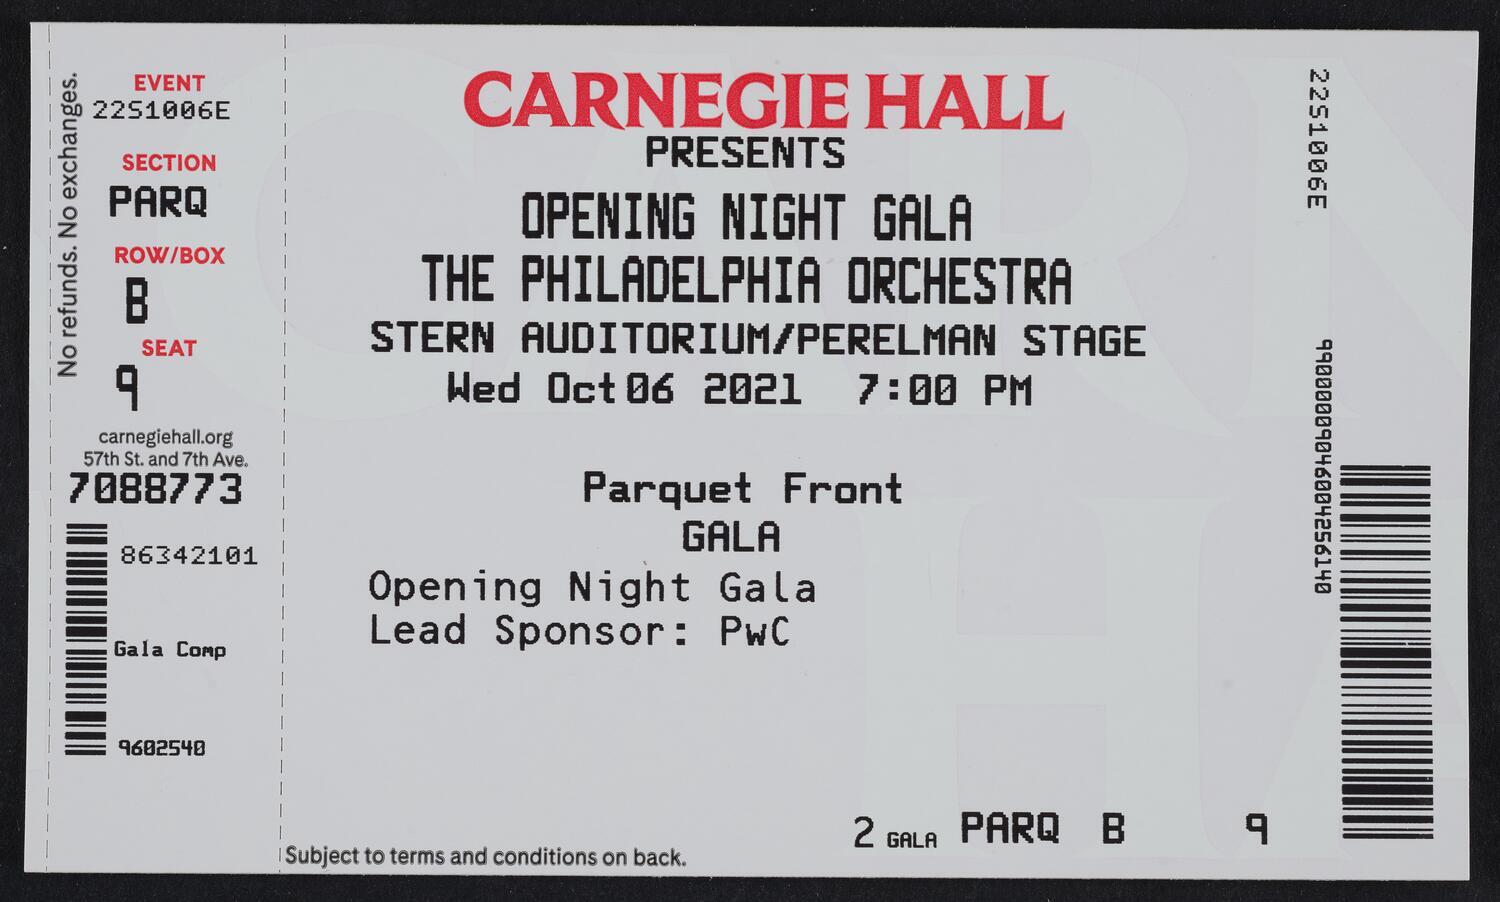 No refunds. No exchanges.
EVENT
22S1006E
SECTION
PARQ
ROW/BOX
B
SEAT
9
carnegiehall.org
57th St. and 7th Ave.
7088773
86342101
Gala Comp
9602540
CARNEGIE HALL
PRESENTS
OPENING NIGHT GALA
THE PHILADELPHIA ORCHESTRA
STERN AUDITORIUM/PERELMAN STAGE
Wed Oct 06 2021 7:00 PM
Parquet Front
GALA
Opening Night Gala
Lead Sponsor: PwC
2 GALA PARQ B 9
Subject to terms and conditions on back.
22S1006E